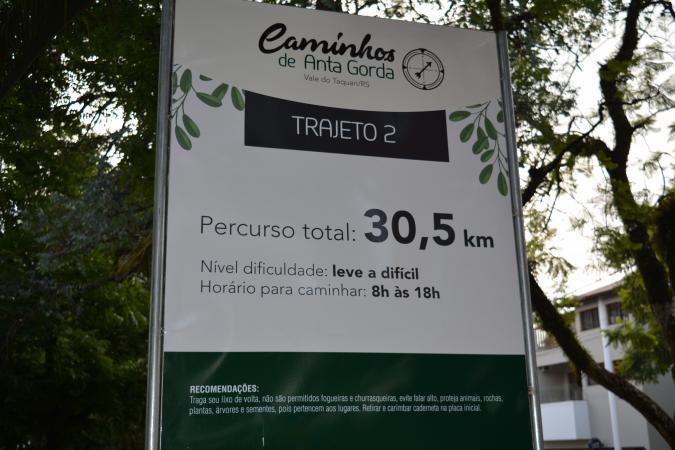 Caminhos
de Anta Gorda
Vale do Taquari/RS
TRAJETO 2
Percurso total: 30,5 km
Nível dificuldade: leve a difícil
Horário para caminhar: 8h às 18h
RECOMENDAÇÕES:
Traga seu lixo de volta, não são permitidos fogueiras e churrasqueiras, evite falar alto, proteja animais, rochas,
plantas, árvores e sementes, pois pertencem aos lugares. Retirar e carimbar caderneta na placa inicial.